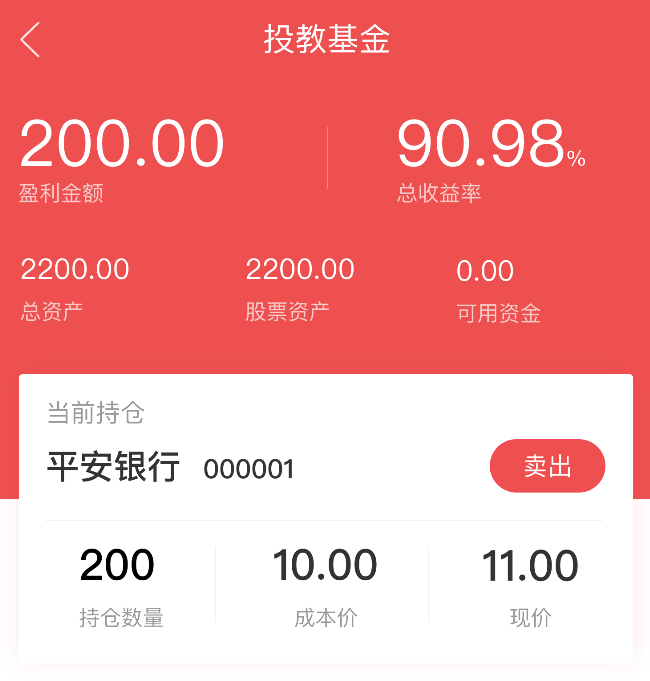 投教基金
200.00 90.98%
盈利金额 总收益率
2200.00 2200.00 0.00
总资产 股票资产 可用资金
当前持仓
平安银行 000001 卖出
200 10.00 11.00
持仓数量 成本价 现价